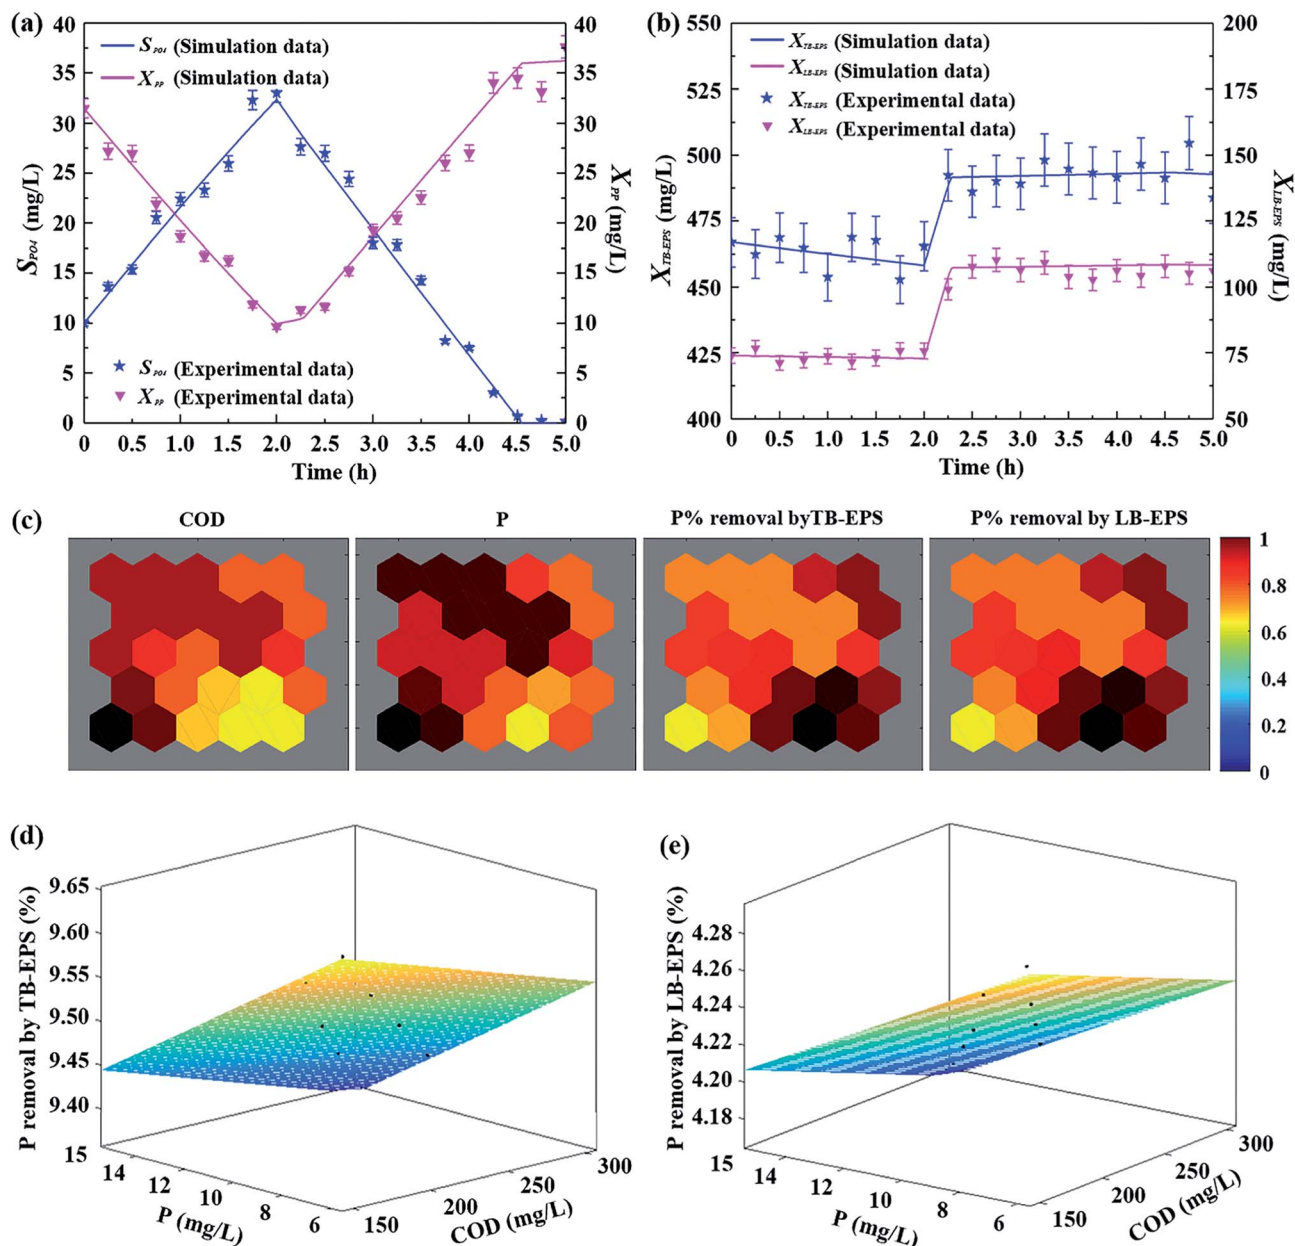 (a)
40
35
30
25
20
15
10
5
0
S_PO4 (mg/L)
S_PO4 (Simulation data)
X_PP (Simulation data)
S_PO4 (Experimental data)
X_PP (Experimental data)
40
35
30
25
20
15
10
5
0
X_PP (mg/L)
0 0.5 1.0 1.5 2.0 2.5 3.0 3.5 4.0 4.5 5.0
Time (h)
(b)
550
500
475
450
425
400
X_TB-EPS (mg/L)
X_TB-EPS (Simulation data)
X_LB-EPS (Simulation data)
X_TB-EPS (Experimental data)
X_LB-EPS (Experimental data)
200
175
150
125
100
75
50
X_LB-EPS (mg/L)
0 0.5 1.0 1.5 2.0 2.5 3.0 3.5 4.0 4.5 5.0
Time (h)
(c)
COD
P
P% removal byTB-EPS
P% removal by LB-EPS
1
0.8
0.6
0.4
0.2
0
(d)
P removal by TB-EPS (%)
9.65
9.60
9.55
9.50
9.45
9.40
15 14 12 10 8 6
P (mg/L)
150 200 250 300
COD (mg/L)
(e)
P removal by LB-EPS (%)
4.28
4.26
4.24
4.22
4.20
4.18
15 14 12 10 8 6
P (mg/L)
150 200 250 300
COD (mg/L)